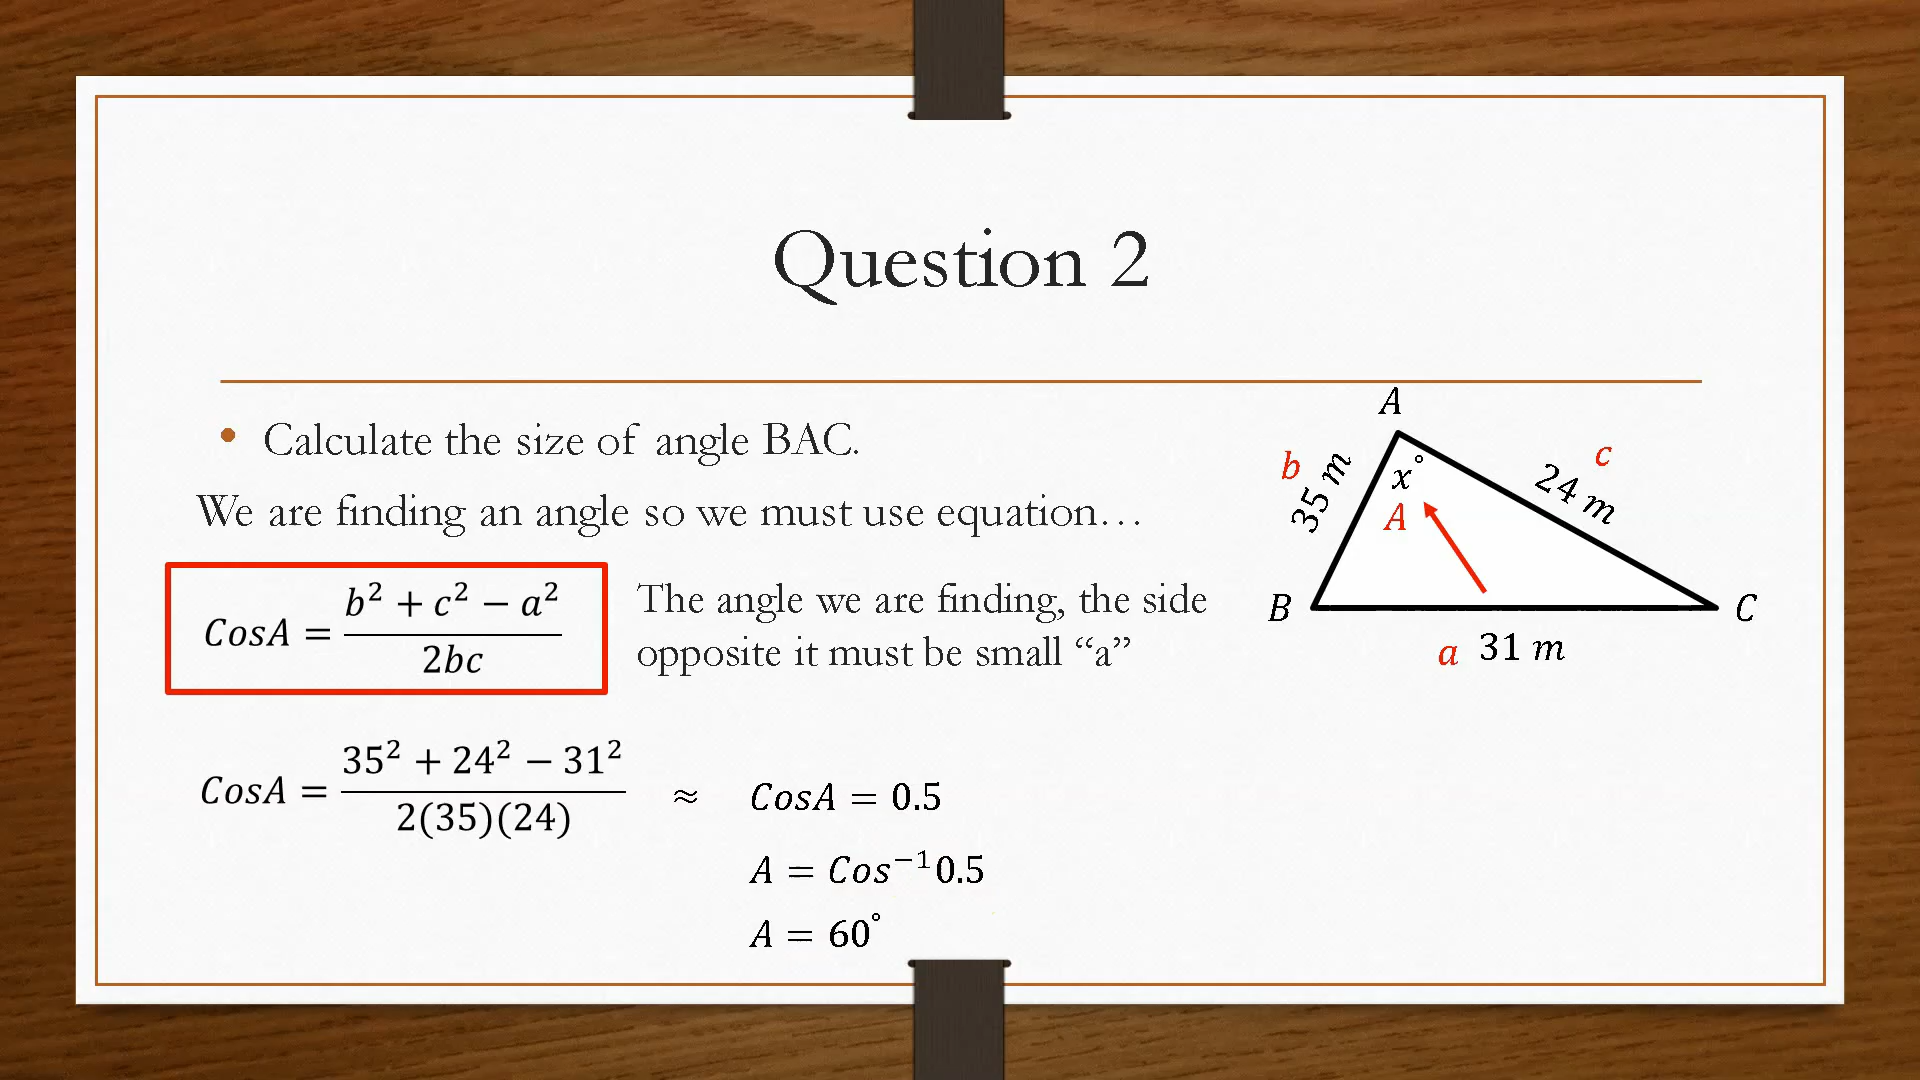 Question 2
• Calculate the size of angle BAC.
We are finding an angle so we must use equation…
CosA = \frac{b² + c² − a²}{2bc}
The angle we are finding, the side
opposite it must be small “a”
CosA = \frac{35² + 24² − 31²}{2(35)(24)}
≈ CosA = 0.5
A = Cos⁻¹0.5
A = 60°
A
b
35 m
x°
A
c
24 m
B
C
a 31 m